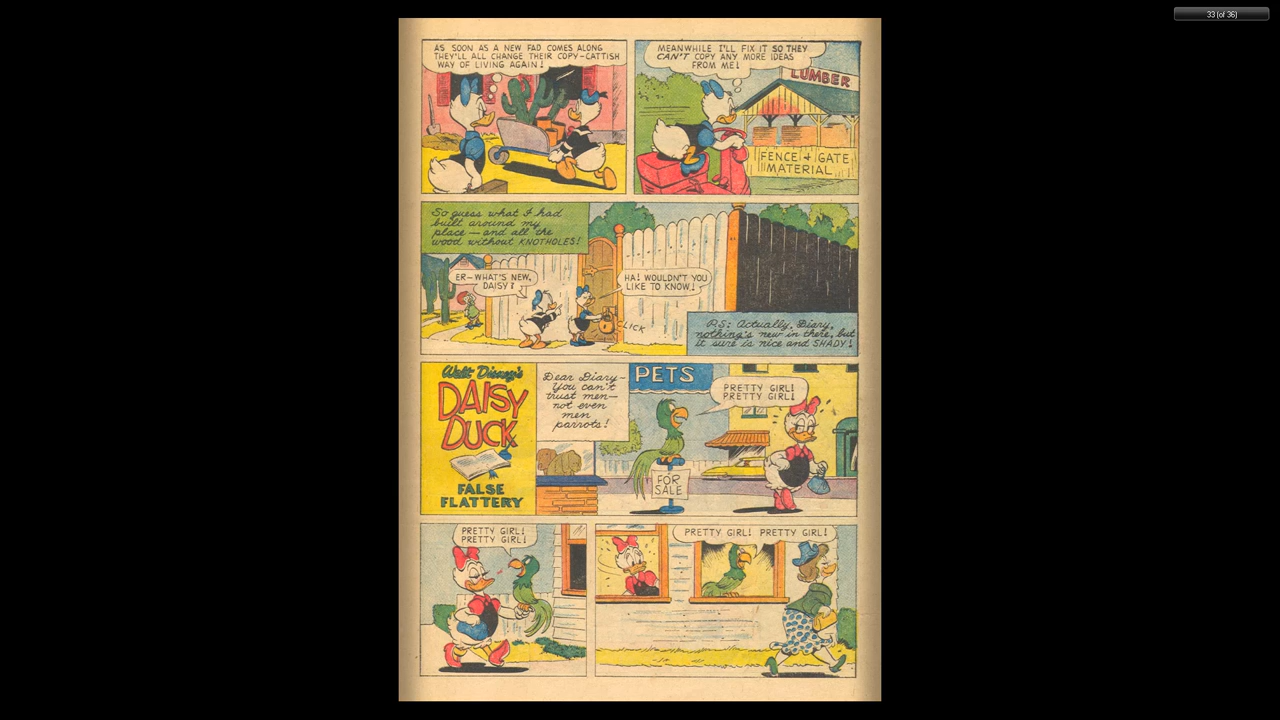 33 (of 36)
AS SOON AS A NEW FAD COMES ALONG
THEY'LL ALL CHANGE THEIR COPY-CATTISH
WAY OF LIVING AGAIN!
MEANWHILE I'LL FIX IT SO THEY
CAN'T COPY ANY MORE IDEAS
FROM ME!
LUMBER
FENCE & GATE
MATERIAL
So guess what I had
built around my
place — and all the
wood without KNOTHOLES!
ER—WHAT'S NEW,
DAISY?
HA! WOULDN'T YOU
LIKE TO KNOW!
CLICK
P.S: Actually, Diary,
nothing's new in there, but
it sure is nice and SHADY!
Walt Disney's
DAISY
DUCK
FALSE
FLATTERY
Dear Diary—
You can't
trust men—
not even
men
parrots!
PETS
PRETTY GIRL!
PRETTY GIRL!
FOR
SALE
PRETTY GIRL!
PRETTY GIRL!
PRETTY GIRL! PRETTY GIRL!